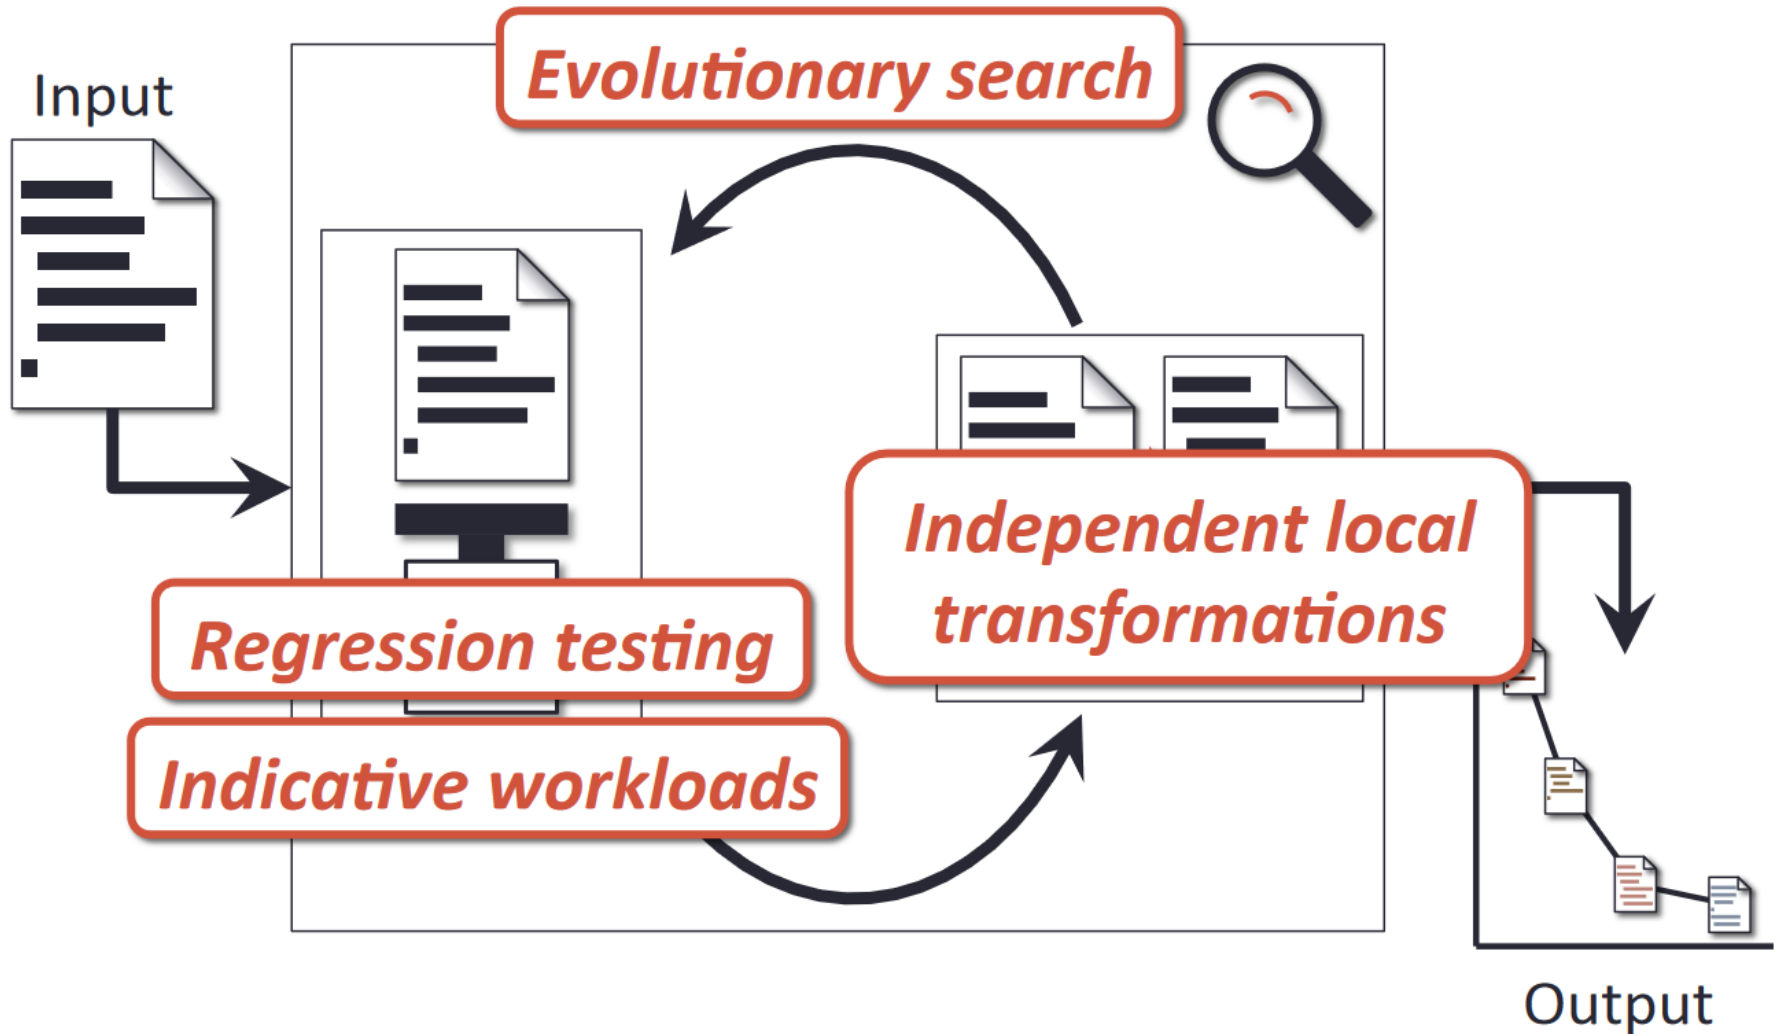 Evolutionary search
Input
Independent local
transformations
Regression testing
Indicative workloads
Output